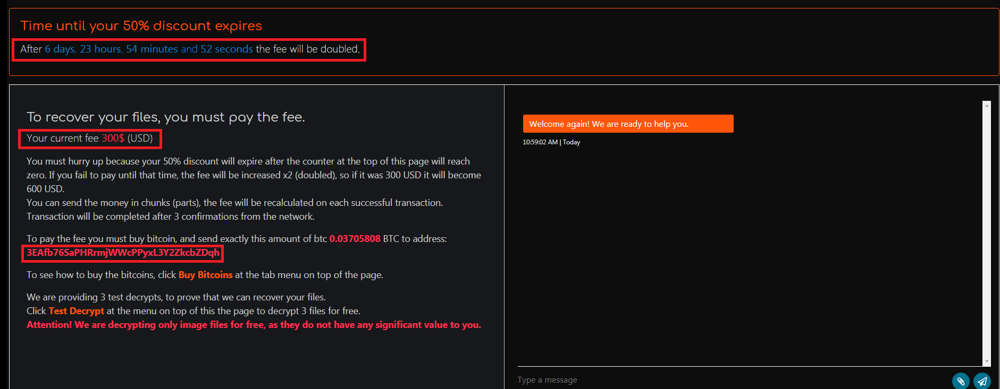 Time until your 50% discount expires
After 6 days, 23 hours, 54 minutes and 52 seconds the fee will be doubled.
To recover your files, you must pay the fee.
Your current fee 300$ (USD)
You must hurry up because your 50% discount will expire after the counter at the top of this page will reach
zero. If you fail to pay until that time, the fee will be increased x2 (doubled), so if it was 300 USD it will become
600 USD.
You can send the money in chunks (parts), the fee will be recalculated on each successful transaction.
Transaction will be completed after 3 confirmations from the network.
To pay the fee you must buy bitcoin, and send exactly this amount of btc 0.03705808 BTC to address:
3EAfb76SaPHRrmjWWcPPyxL3Y2ZkcbZDqh
To see how to buy the bitcoins, click Buy Bitcoins at the tab menu on top of the page.
We are providing 3 test decrypts, to prove that we can recover your files.
Click Test Decrypt at the menu on top of this the page to decrypt 3 files for free.
Attention! We are decrypting only image files for free, as they do not have any significant value to you.
Welcome again! We are ready to help you.
10:59:02 AM | Today
Type a message